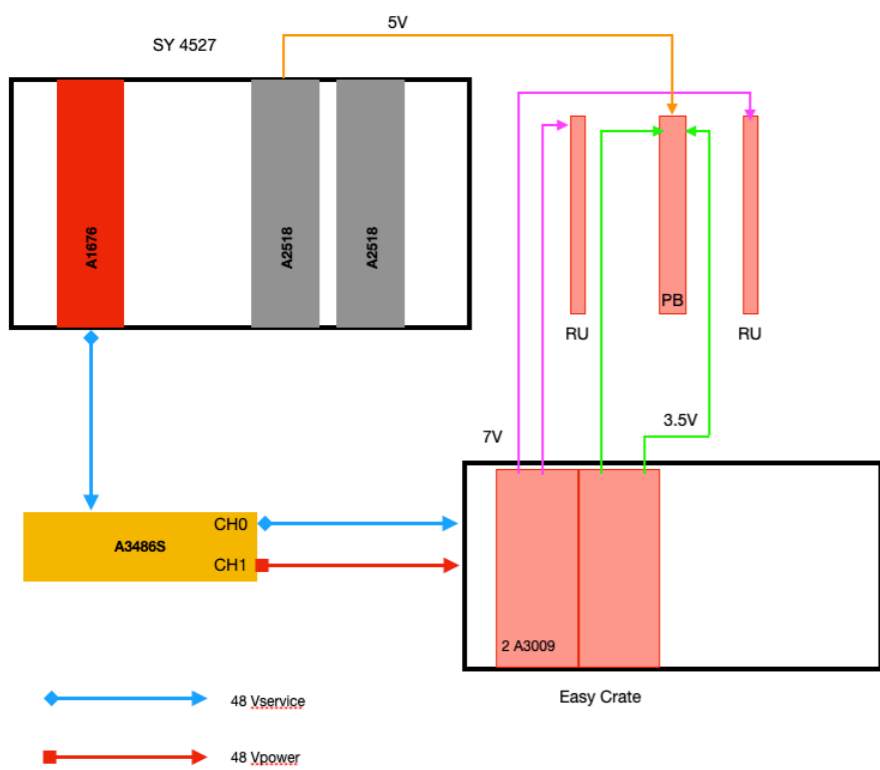 5V
SY 4527
A1676
A2518
A2518
PB
RU
RU
7V
3.5V
CH0
A3486S
CH1
2 A3009
Easy Crate
48 Vservice
48 Vpower